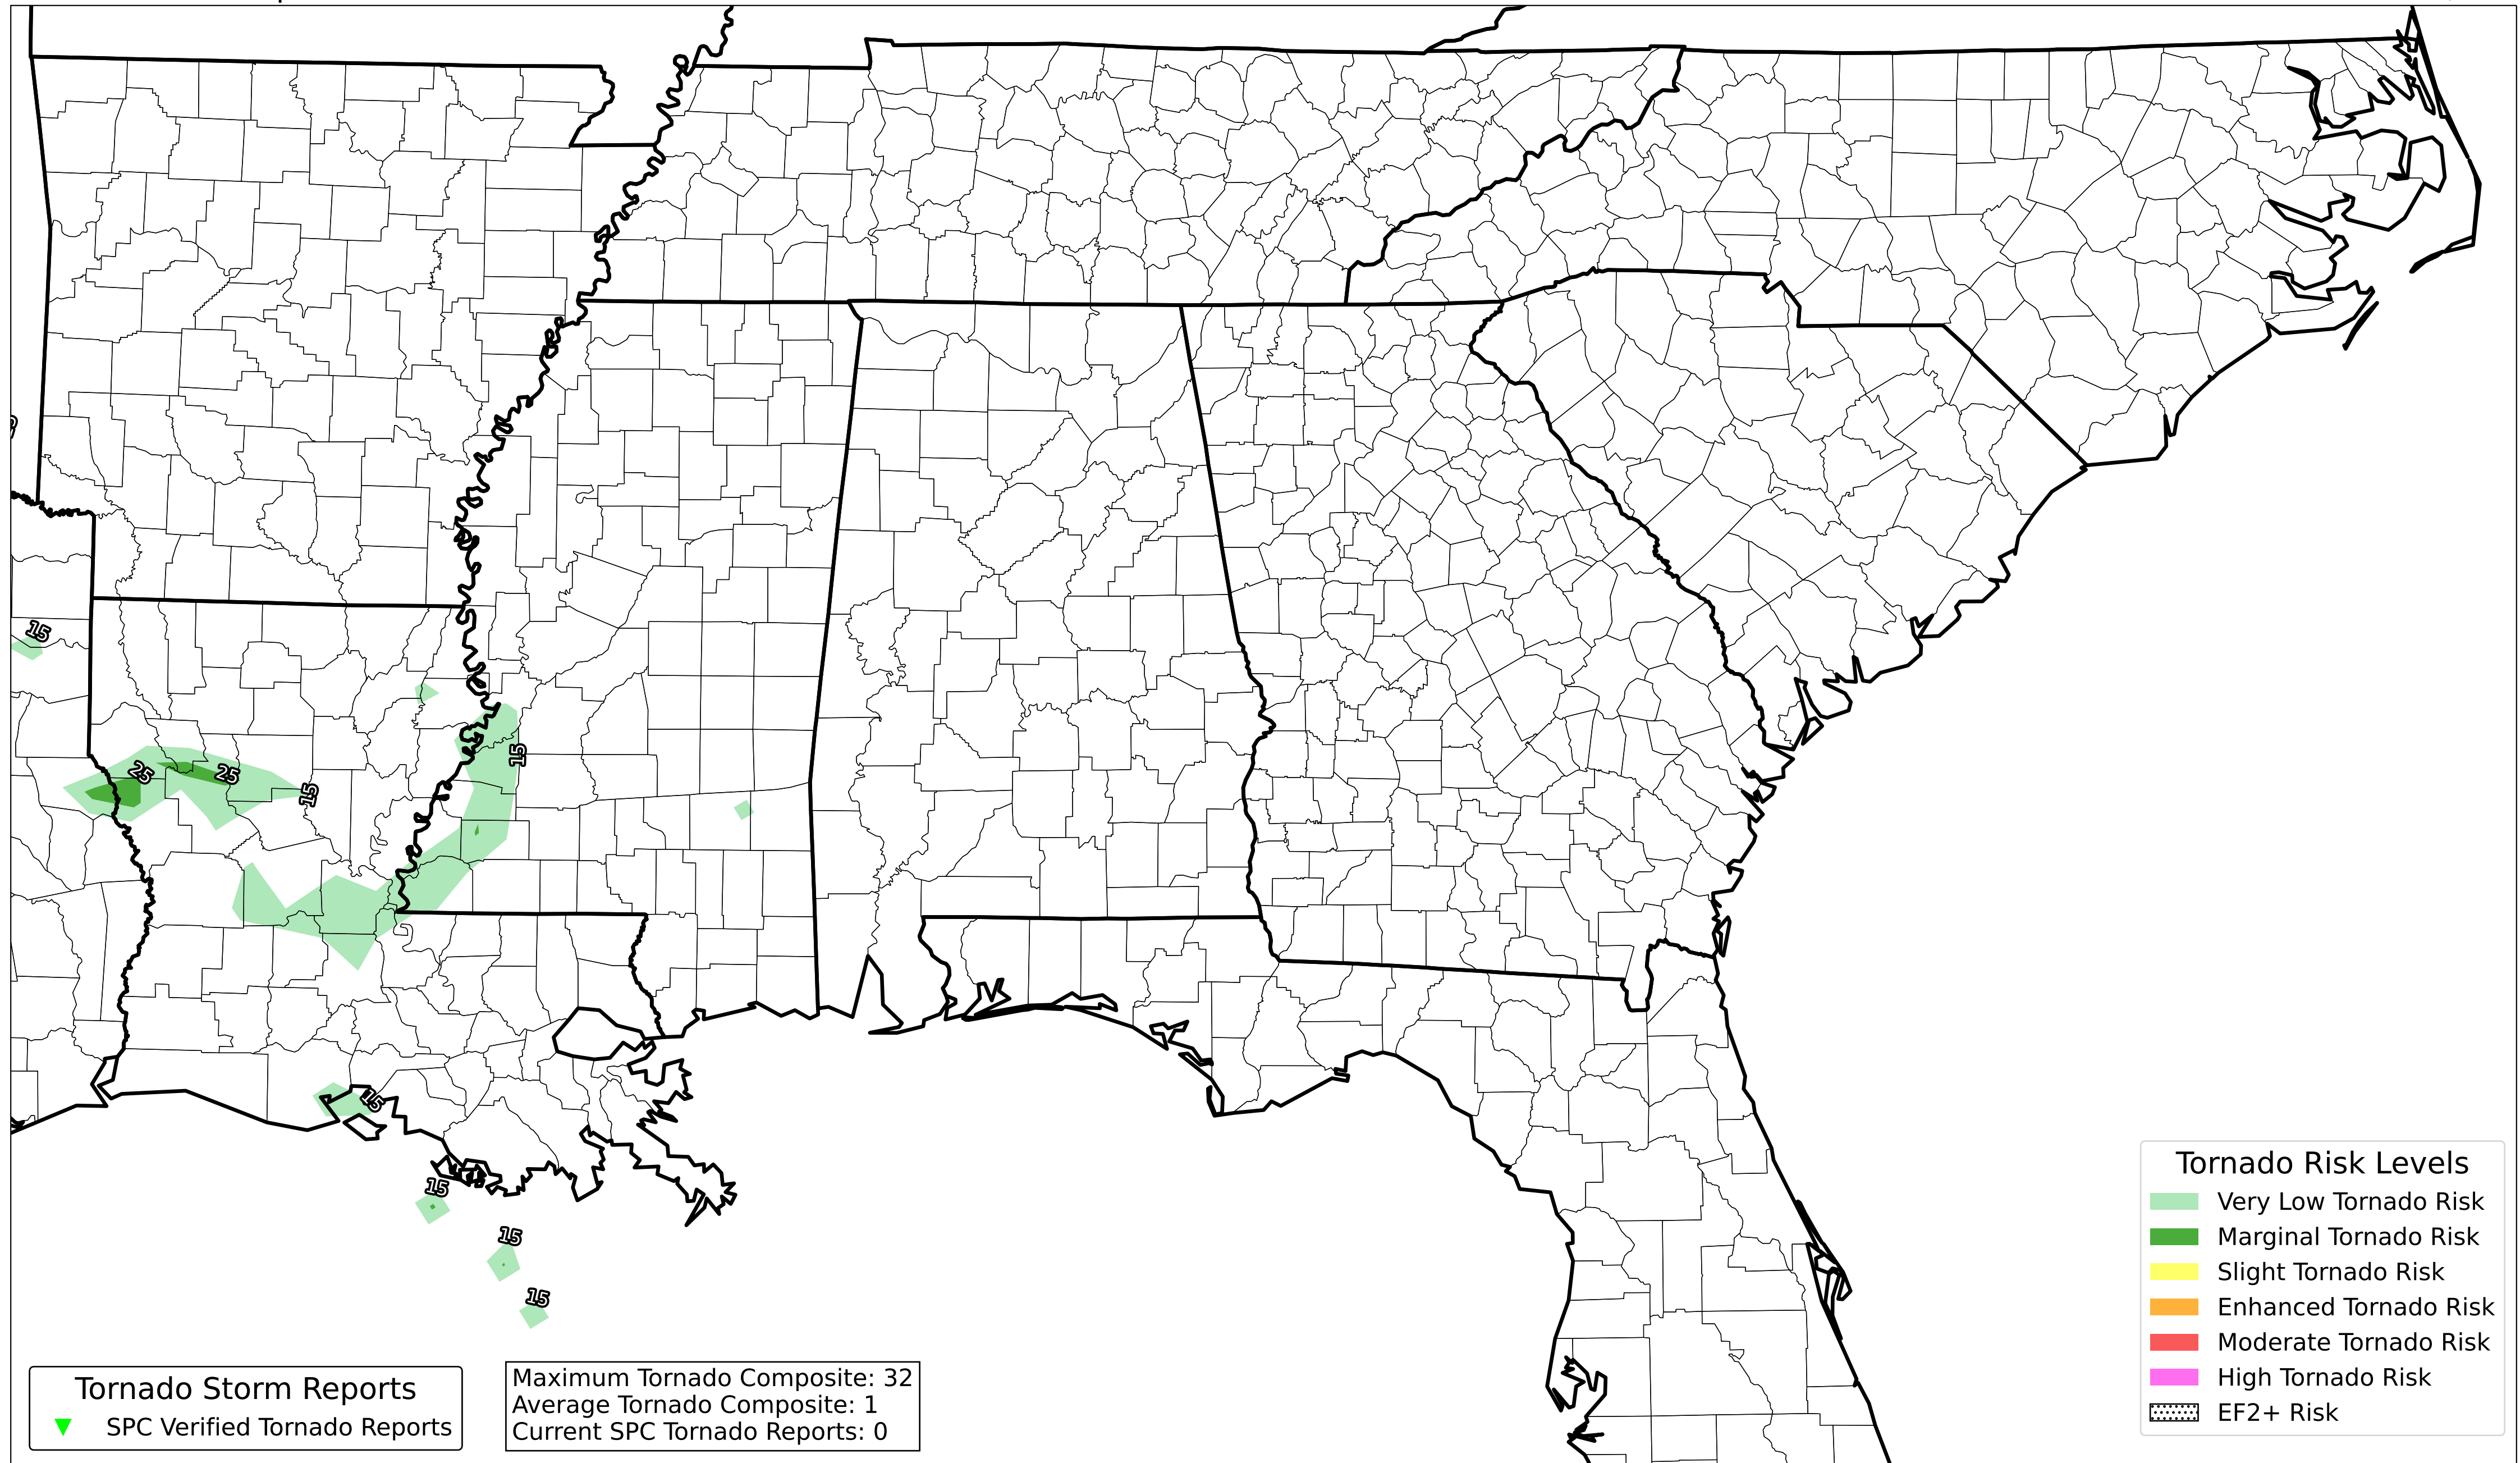 15
25
25
15
15
15
15
15
15
Tornado Storm Reports
SPC Verified Tornado Reports
Maximum Tornado Composite: 32
Average Tornado Composite: 1
Current SPC Tornado Reports: 0
Tornado Risk Levels
Very Low Tornado Risk
Marginal Tornado Risk
Slight Tornado Risk
Enhanced Tornado Risk
Moderate Tornado Risk
High Tornado Risk
EF2+ Risk